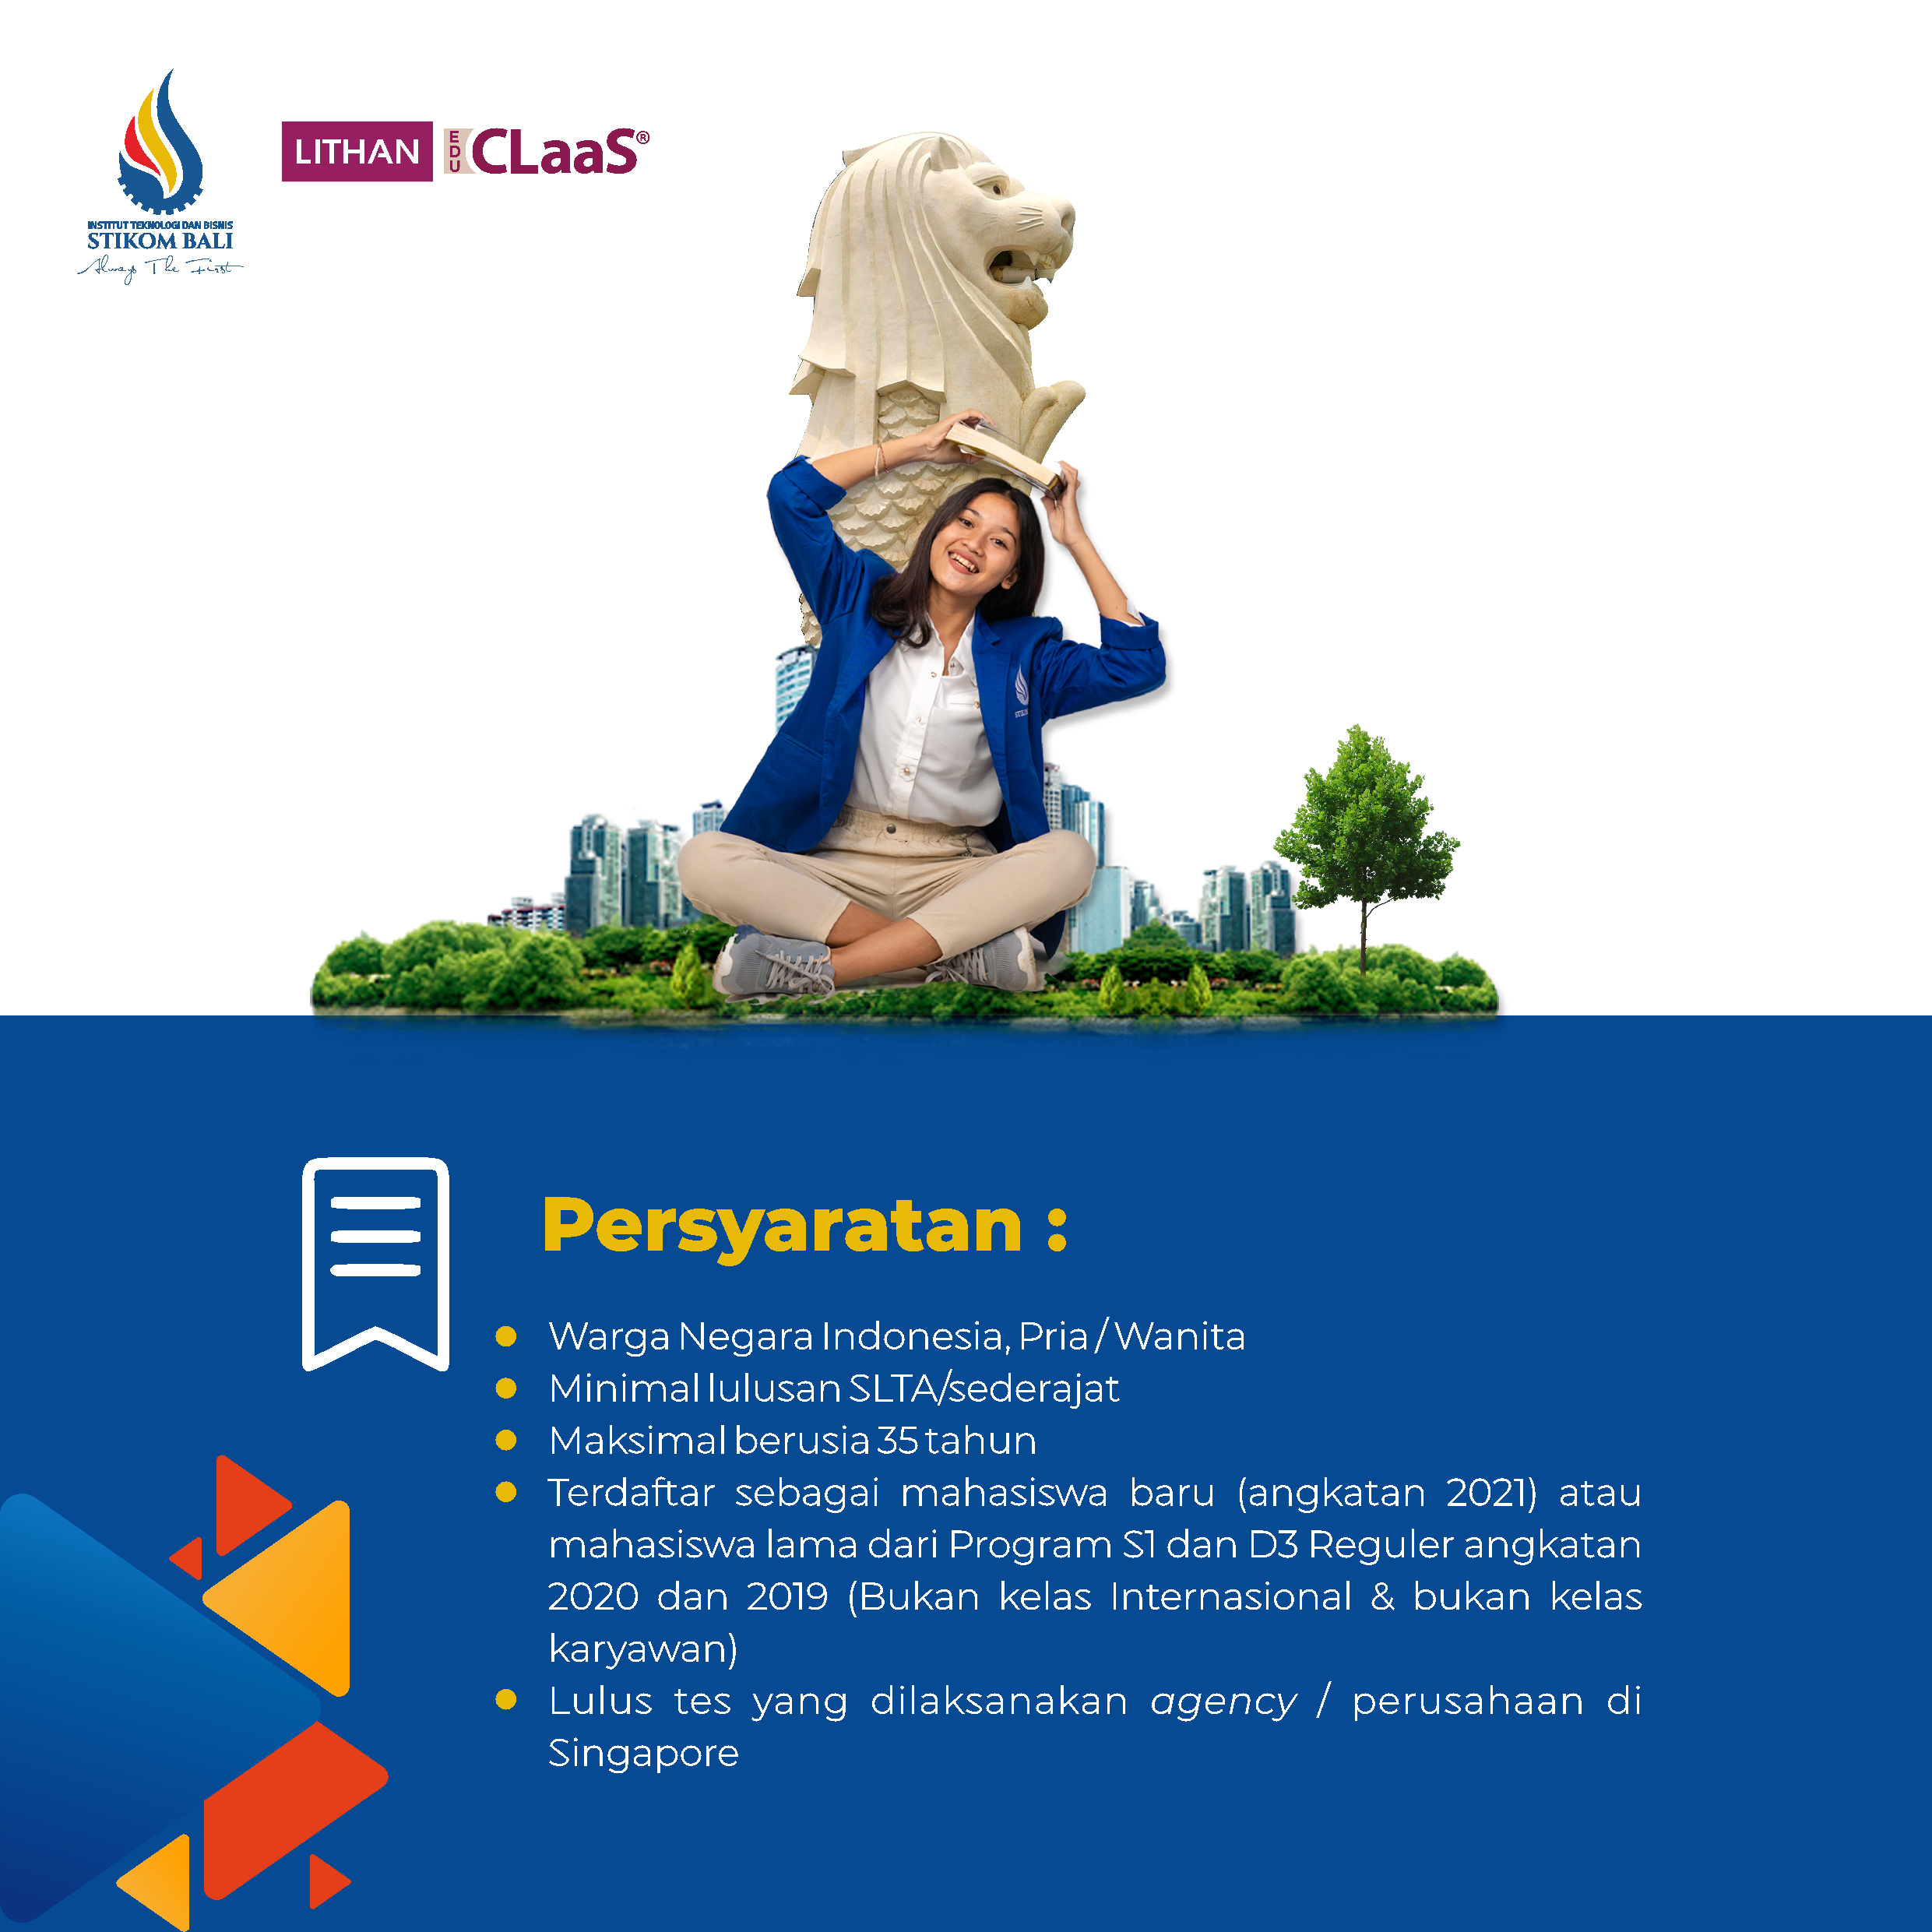 INSTITUT TEKNOLOGI DAN BISNIS
STIKOM BALI
Always The First
LITHAN EDU CLaaS®
Persyaratan :
Warga Negara Indonesia, Pria / Wanita
Minimal lulusan SLTA/sederajat
Maksimal berusia 35 tahun
Terdaftar sebagai mahasiswa baru (angkatan 2021) atau
mahasiswa lama dari Program S1 dan D3 Reguler angkatan
2020 dan 2019 (Bukan kelas Internasional & bukan kelas
karyawan)
Lulus tes yang dilaksanakan agency / perusahaan di
Singapore